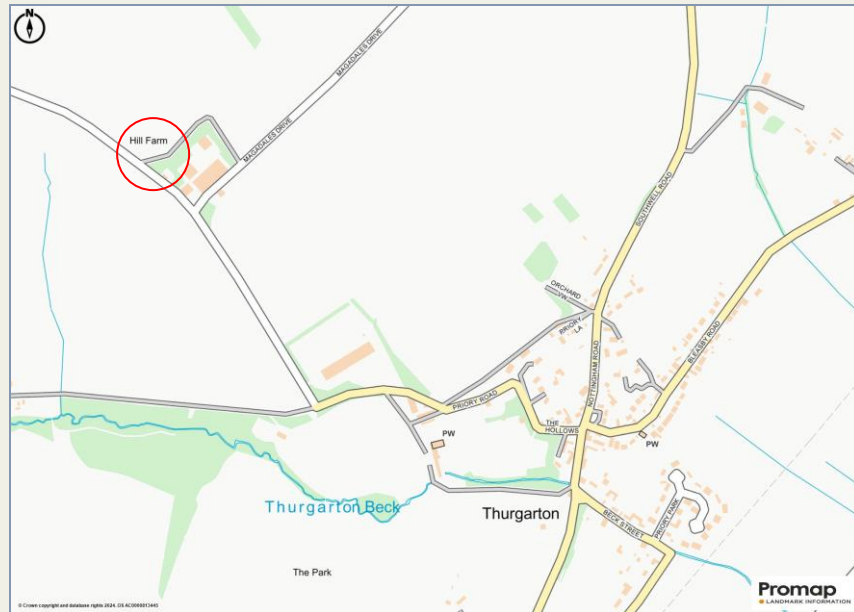 N
MAGADALES DRIVE
Hill Farm
MAGADALES DRIVE
SOUTHWELL ROAD
ORCHARD
VW
PRIORY
LA
NOTTINGHAM ROAD
BLEASBY ROAD
PRIORY ROAD
THE
HOLLOWS
PW
PW
Thurgarton Beck
Thurgarton
BECK STREET
PRIORY PARK
The Park
Promap
LANDMARK INFORMATION
© Crown copyright and database rights 2024. OS